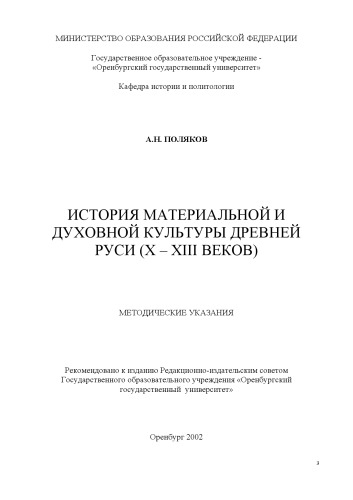 МИНИСТЕРСТВО ОБРАЗОВАНИЯ РОССИЙСКОЙ ФЕДЕРАЦИИ
Государственное образовательное учреждение -
«Оренбургский государственный университет»
Кафедра истории и политологии
А.Н. ПОЛЯКОВ
ИСТОРИЯ МАТЕРИАЛЬНОЙ И
ДУХОВНОЙ КУЛЬТУРЫ ДРЕВНЕЙ
РУСИ (X – XIII ВЕКОВ)
МЕТОДИЧЕСКИЕ УКАЗАНИЯ
Рекомендовано к изданию Редакционно-издательским советом
Государственного образовательного учреждения «Оренбургский
государственный университет»
Оренбург 2002
3